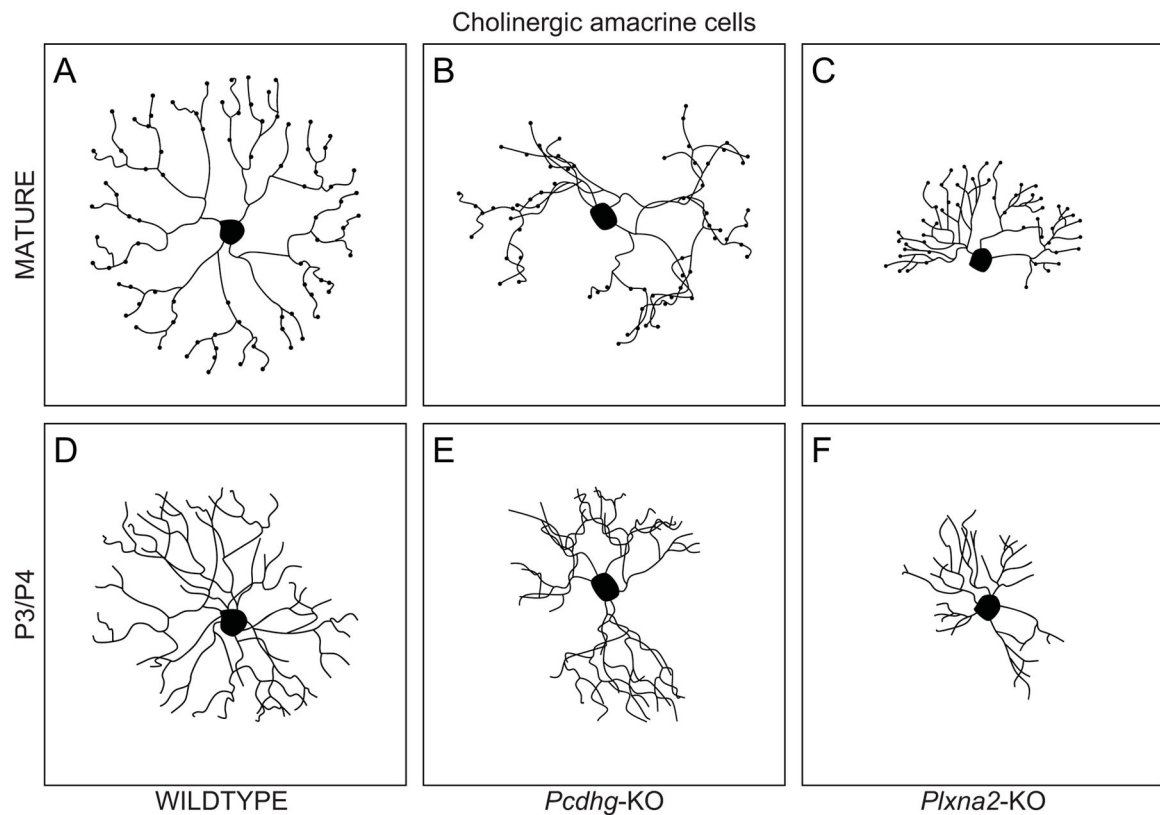 Cholinergic amacrine cells
A
B
C
MATURE
D
E
F
P3/P4
WILDTYPE
Pcdhg-KO
Plxna2-KO